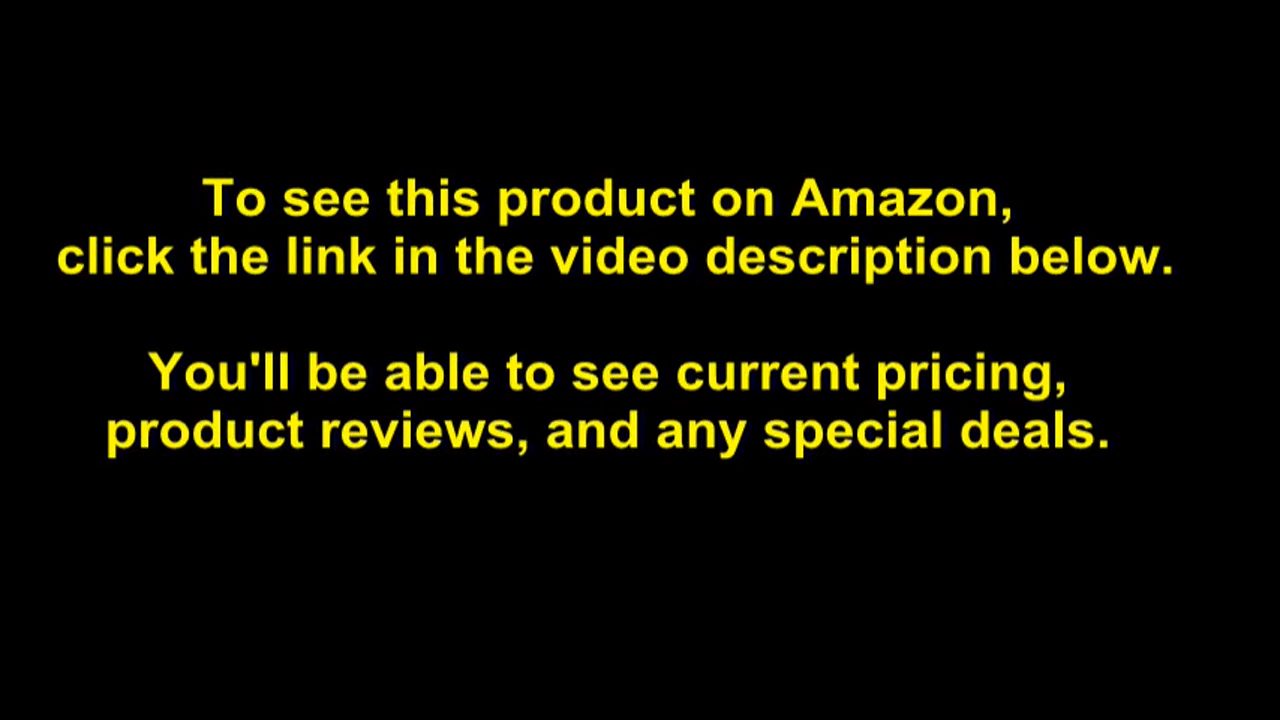 To see this product on Amazon,
click the link in the video description below.
You'll be able to see current pricing,
product reviews, and any special deals.